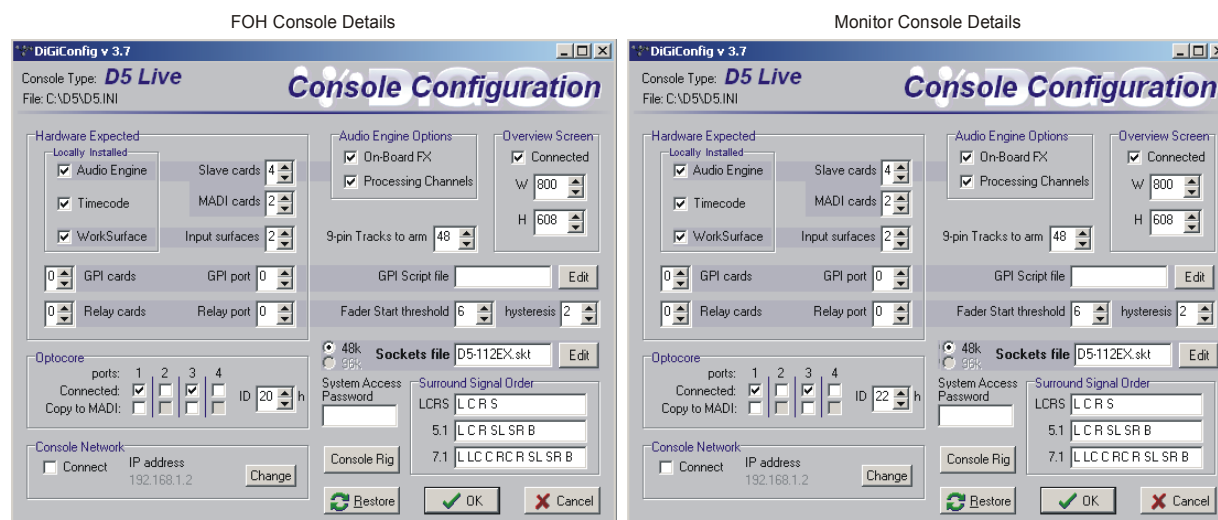 FOH Console Details
DiGiConfig v 3.7
Console Type: D5 Live
File: C:\D5\D5.INI
Console Configuration
Hardware Expected
Locally Installed
Audio Engine
Timecode
WorkSurface
Slave cards 4
MADI cards 2
Input surfaces 2
Audio Engine Options
On-Board FX
Processing Channels
Overview Screen
Connected
W 800
H 608
9-pin Tracks to arm 48
0 GPI cards
GPI port 0
GPI Script file
Edit
0 Relay cards
Relay port 0
Fader Start threshold 6
hysteresis 2
Optocore
ports: 1 2 3 4
Connected:
Copy to MADI:
ID 20 h
48k
96k
Sockets file D5-112EX.skt
Edit
System Access
Password
Surround Signal Order
LCRS L C R S
5.1 L C R SL SR B
7.1 L LC C RC R SL SR B
Console Network
Connect
IP address
192.168.1.2
Change
Console Rig
Restore
OK
Cancel
Monitor Console Details
DiGiConfig v 3.7
Console Type: D5 Live
File: C:\D5\D5.INI
Console Configuration
Hardware Expected
Locally Installed
Audio Engine
Timecode
WorkSurface
Slave cards 4
MADI cards 2
Input surfaces 2
Audio Engine Options
On-Board FX
Processing Channels
Overview Screen
Connected
W 800
H 608
9-pin Tracks to arm 48
0 GPI cards
GPI port 0
GPI Script file
Edit
0 Relay cards
Relay port 0
Fader Start threshold 6
hysteresis 2
Optocore
ports: 1 2 3 4
Connected:
Copy to MADI:
ID 22 h
48k
96k
Sockets file D5-112EX.skt
Edit
System Access
Password
Surround Signal Order
LCRS L C R S
5.1 L C R SL SR B
7.1 L LC C RC R SL SR B
Console Network
Connect
IP address
192.168.1.2
Change
Console Rig
Restore
OK
Cancel